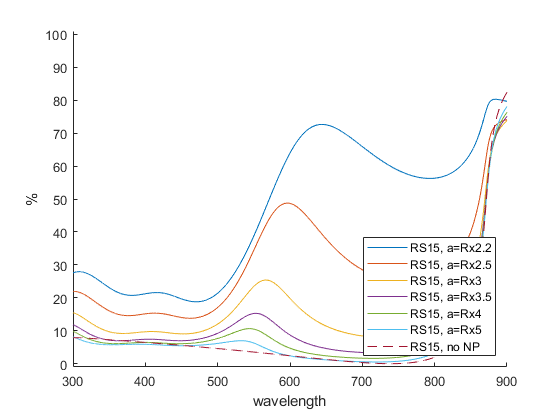 100
90
80
70
60
50
40
30
20
10
0
%
300 400 500 600 700 800 900
wavelength
RS15, a=Rx2.2
RS15, a=Rx2.5
RS15, a=Rx3
RS15, a=Rx3.5
RS15, a=Rx4
RS15, a=Rx5
RS15, no NP